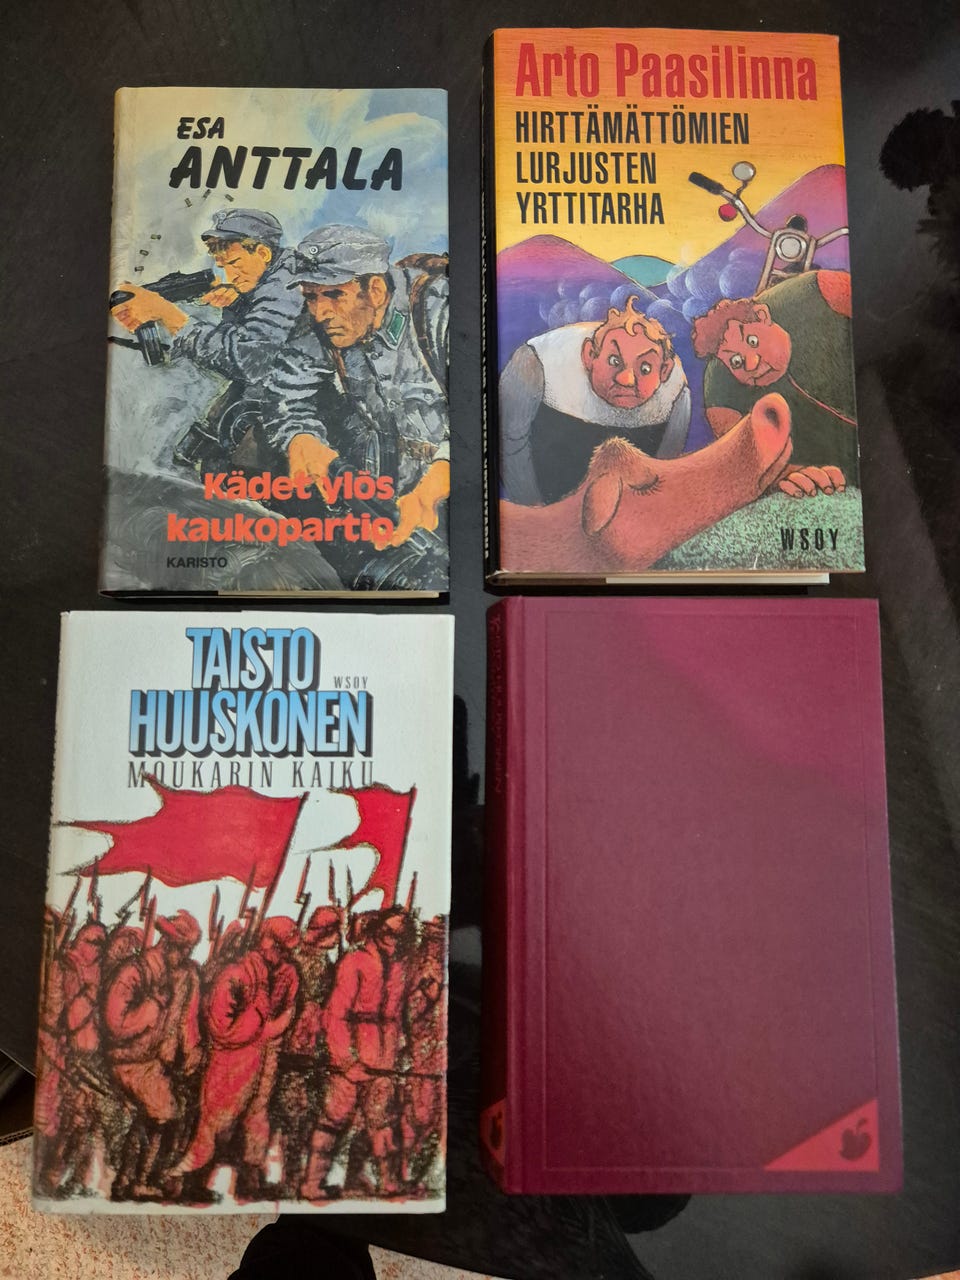 ESA
ANTTALA
Kädet ylös
kaukopartio
KARISTO
Arto Paasilinna
HIRTTÄMÄTTÖMIEN
LURJUSTEN
YRTTITARHA
WSOY
TAISTO
WSOY
HUUSKONEN
MOUKARIN KAIKU